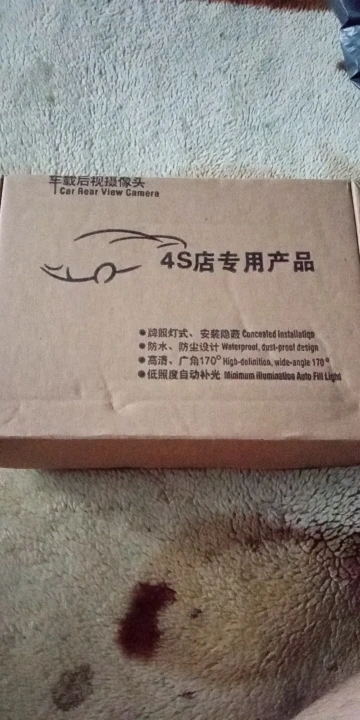 车载后视摄像头
Car Rear View Camera
4S店专用产品
●牌照灯式、安装隐蔽 Concealed Installation
●防水、防尘设计 Waterproof, dust-proof design
●高清、广角170° High-definition, wide-angle 170°
●低照度自动补光 Minimum illumination Auto Fill Light